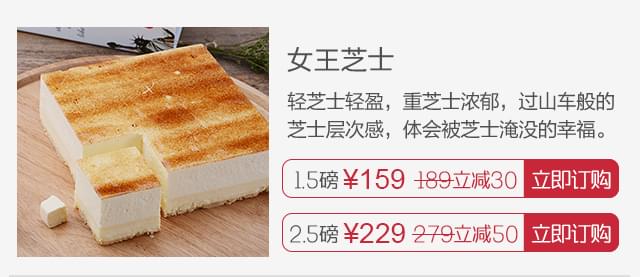 女王芝士
轻芝士轻盈，重芝士浓郁，过山车般的
芝士层次感，体会被芝士淹没的幸福。
1.5磅 ¥159 189立减30 立即订购
2.5磅 ¥229 279立减50 立即订购